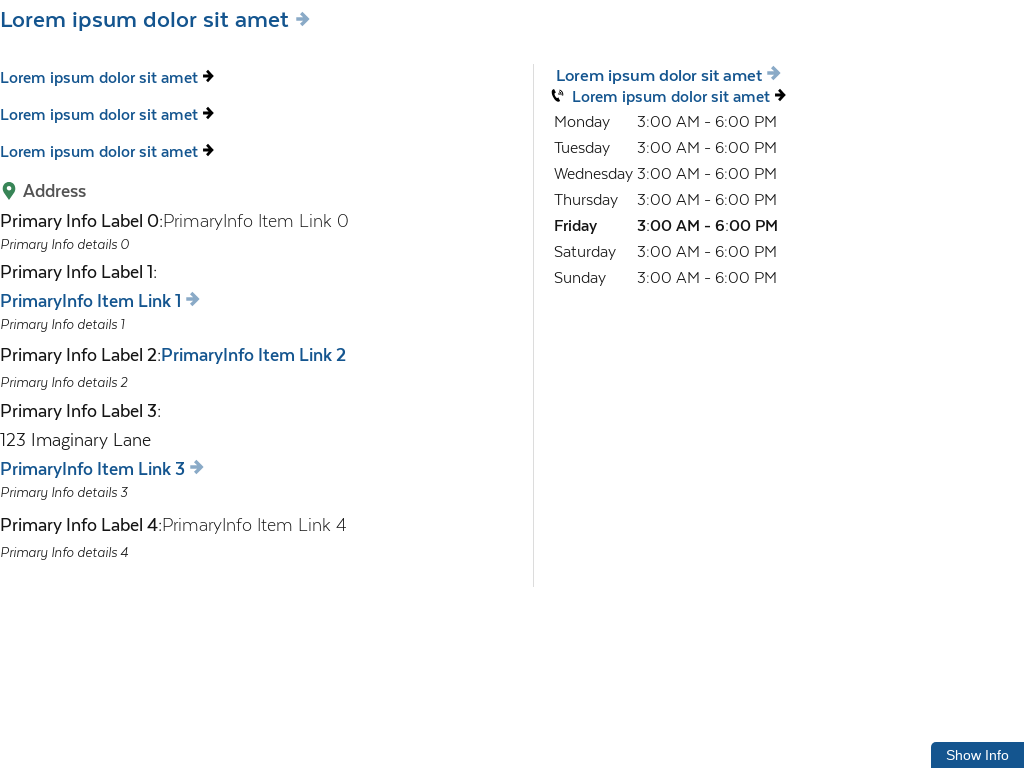 Lorem ipsum dolor sit amet
Lorem ipsum dolor sit amet
Lorem ipsum dolor sit amet
Lorem ipsum dolor sit amet
Address
Primary Info Label 0:PrimaryInfo Item Link 0
Primary Info details 0
Primary Info Label 1:
PrimaryInfo Item Link 1
Primary Info details 1
Primary Info Label 2:PrimaryInfo Item Link 2
Primary Info details 2
Primary Info Label 3:
123 Imaginary Lane
PrimaryInfo Item Link 3
Primary Info details 3
Primary Info Label 4:PrimaryInfo Item Link 4
Primary Info details 4
Lorem ipsum dolor sit amet
Lorem ipsum dolor sit amet
Monday 3:00 AM - 6:00 PM
Tuesday 3:00 AM - 6:00 PM
Wednesday 3:00 AM - 6:00 PM
Thursday 3:00 AM - 6:00 PM
Friday 3:00 AM - 6:00 PM
Saturday 3:00 AM - 6:00 PM
Sunday 3:00 AM - 6:00 PM
Show Info